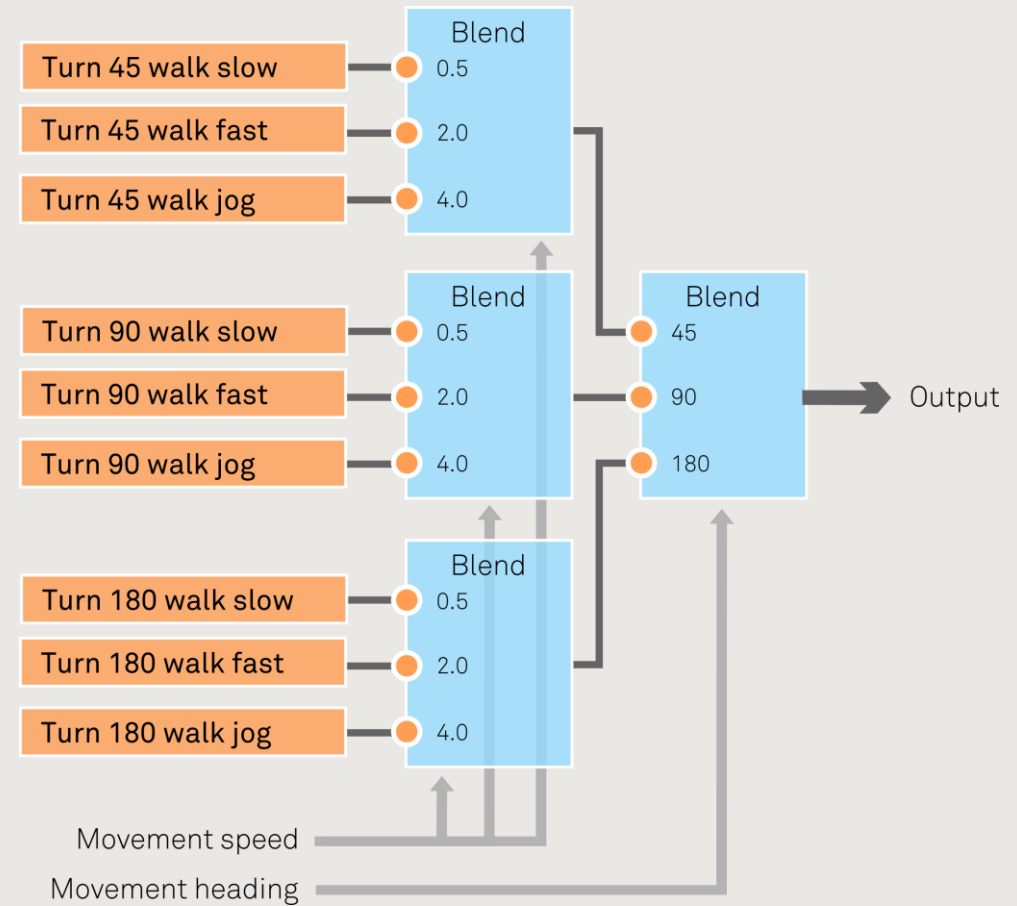 Blend
Turn 45 walk slow
0.5
Turn 45 walk fast
2.0
Turn 45 walk jog
4.0
Blend
Turn 90 walk slow
0.5
Turn 90 walk fast
2.0
Turn 90 walk jog
4.0
Blend
45
90
180
Output
Blend
Turn 180 walk slow
0.5
Turn 180 walk fast
2.0
Turn 180 walk jog
4.0
Movement speed
Movement heading